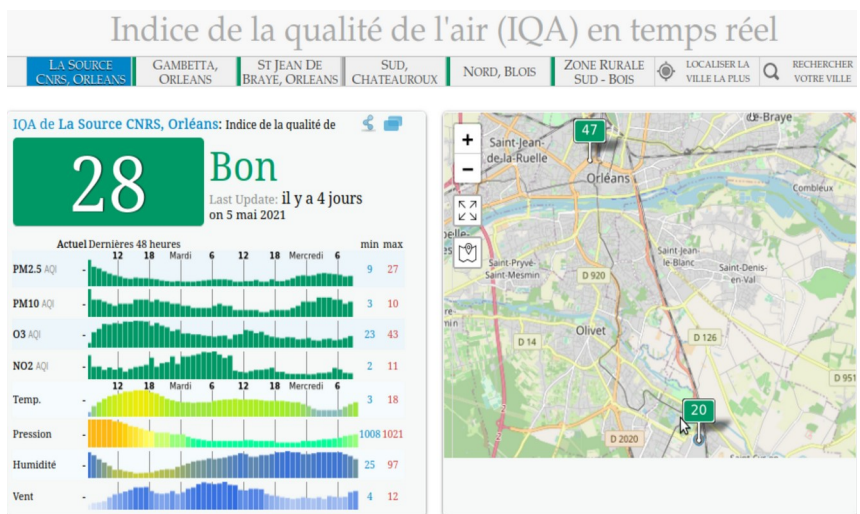 Indice de la qualité de l'air (IQA) en temps réel
LA SOURCE
CNRS, ORLEANS
GAMBETTA,
ORLEANS
ST JEAN DE
BRAYE, ORLEANS
SUD,
CHATEAUROUX
NORD, BLOIS
ZONE RURALE
SUD - BOIS
LOCALISER LA
VILLE LA PLUS
RECHERCHER
VOTRE VILLE
IQA de La Source CNRS, Orléans: Indice de la qualité de
28
Bon
Last Update: il y a 4 jours
on 5 mai 2021
Actuel Dernières 48 heures min max
12 18 Mardi 6 12 18 Mercredi 6
PM2.5 AQI - 9 27
PM10 AQI - 3 10
O3 AQI - 23 43
NO2 AQI - 2 11
12 18 Mardi 6 12 18 Mercredi 6
Temp. - 3 18
Pression - 1008 1021
Humidité - 25 97
Vent - 4 12
+
−
47
de-Braye
Saint-Jean-
de-la-Ruelle
Orléans
Combleux
Saint-Pryvé-
Saint-Mesmin
D 920
Saint-Jean-
le-Blanc
Saint-Denis-
en-Val
Olivet
D 14
D 126
D 951
20
D 2020